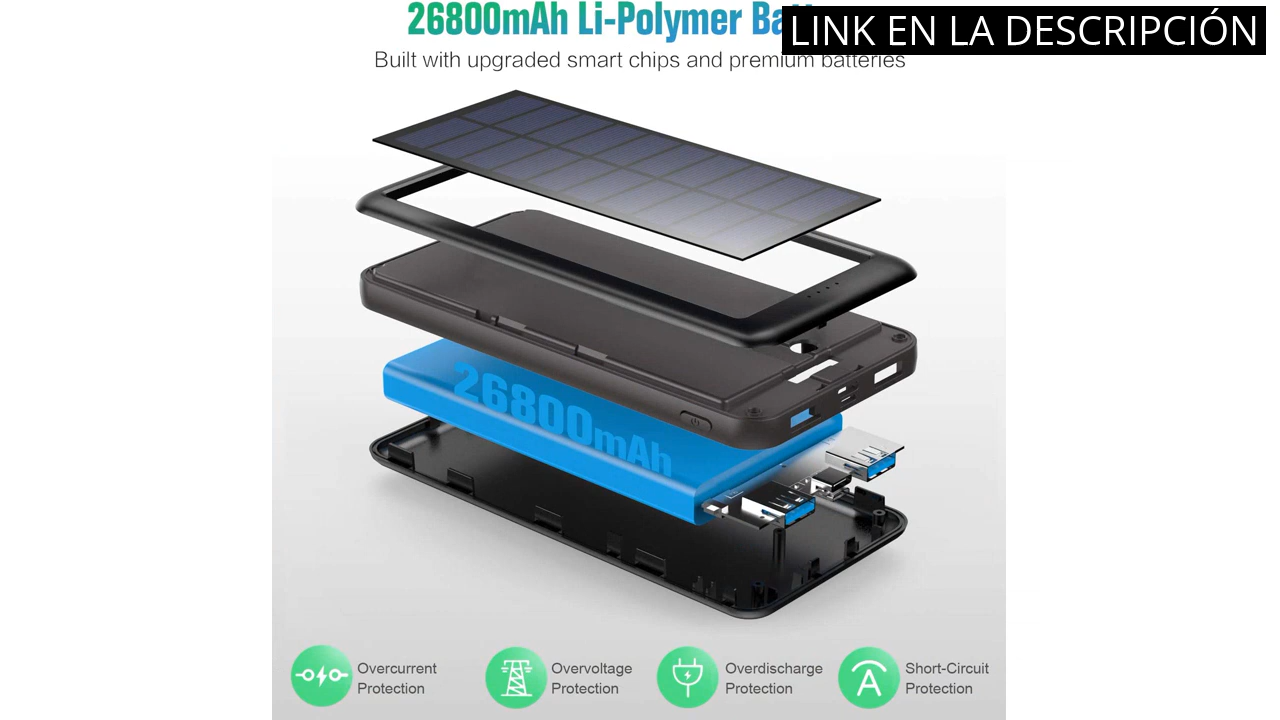 26800mAh Li-Polymer
LINK EN LA DESCRIPCIÓN
Built with upgraded smart chips and premium batteries
26800mAh
Overcurrent
Protection
Overvoltage
Protection
Overdischarge
Protection
Short-Circuit
Protection